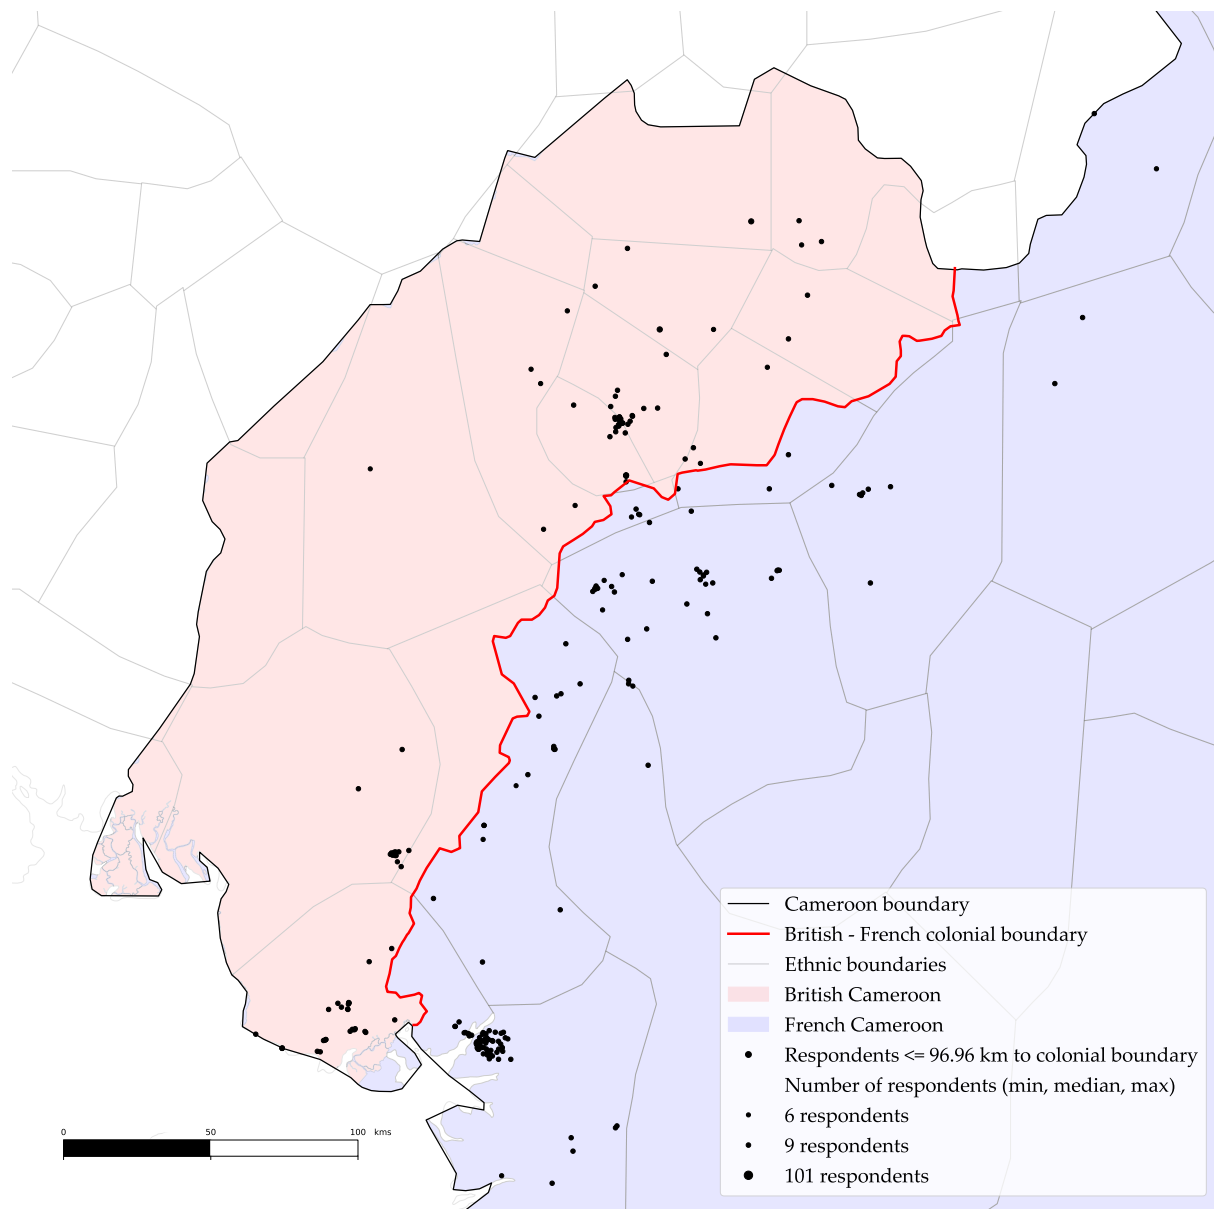 Cameroon boundary
British - French colonial boundary
Ethnic boundaries
British Cameroon
French Cameroon
Respondents <= 96.96 km to colonial boundary
Number of respondents (min, median, max)
6 respondents
9 respondents
101 respondents
0 50 100 kms